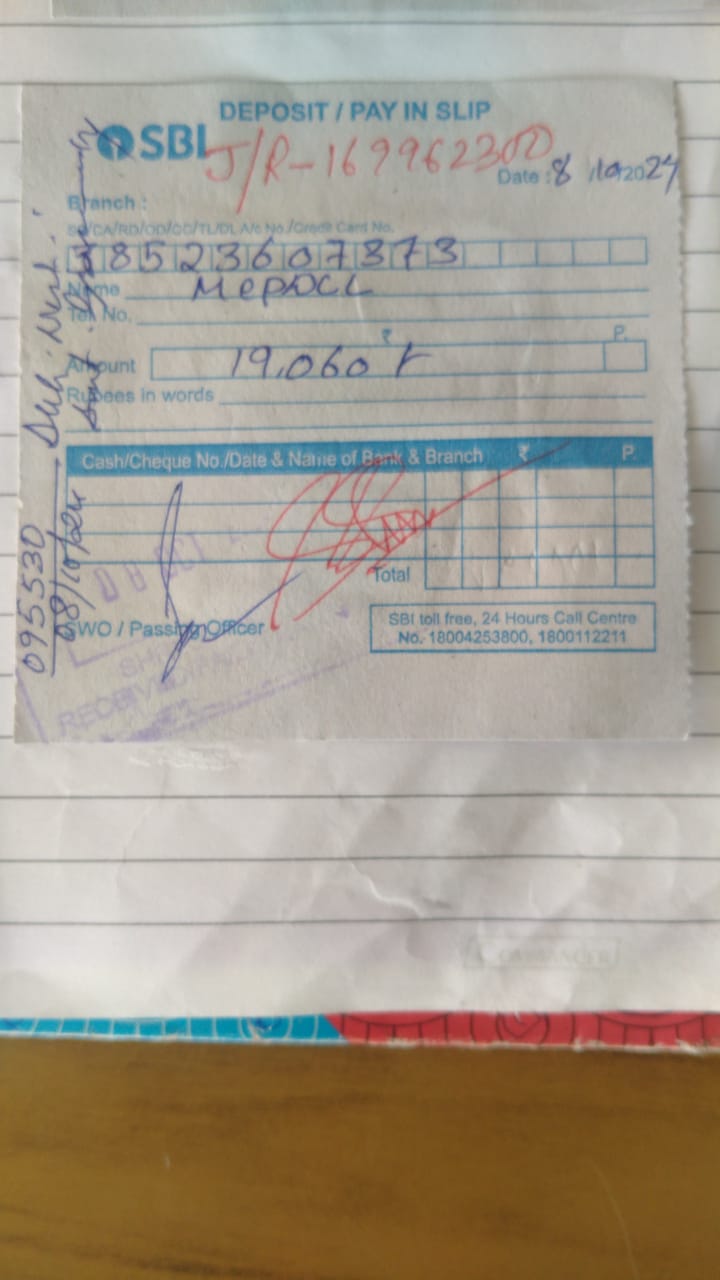 DEPOSIT / PAY IN SLIP
SBI
J/R-169962300
Date : 8/10/2024
Branch :
SB/CA/RD/OD/CC/TL/DL A/c No./Credit Card No.
38523607373
Name MePDCL
Tel No.
₹ P.
Amount 19,060/-
Rupees in words
Cash/Cheque No./Date & Name of Bank & Branch ₹ P.
Total
SWO / Passing Officer
SBI toll free, 24 Hours Call Centre
No. 18004253800, 1800112211
095530
08/10/24
08 OCT